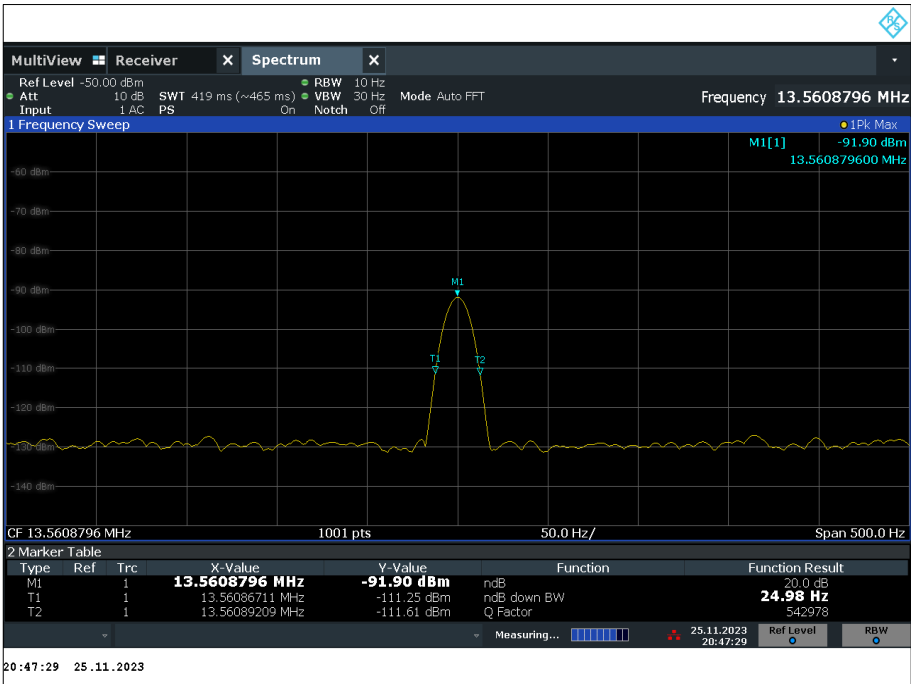 R&S
MultiView Receiver X Spectrum X
Ref Level -50.00 dBm RBW 10 Hz
Att 10 dB SWT 419 ms (~465 ms) VBW 30 Hz Mode Auto FFT Frequency 13.5608796 MHz
Input 1 AC PS On Notch Off
1 Frequency Sweep 1Pk Max
M1[1] -91.90 dBm
13.560879600 MHz
-60 dBm
-70 dBm
-80 dBm
M1
-90 dBm
-100 dBm
T1 T2
-110 dBm
-120 dBm
-130 dBm
-140 dBm
CF 13.5608796 MHz 1001 pts 50.0 Hz/ Span 500.0 Hz
2 Marker Table
Type Ref Trc X-Value Y-Value Function Function Result
M1 1 13.5608796 MHz -91.90 dBm ndB 20.0 dB
T1 1 13.56086711 MHz -111.25 dBm ndB down BW 24.98 Hz
T2 1 13.56089209 MHz -111.61 dBm Q Factor 542978
Measuring... 25.11.2023 Ref Level RBW
20:47:29
20:47:29 25.11.2023